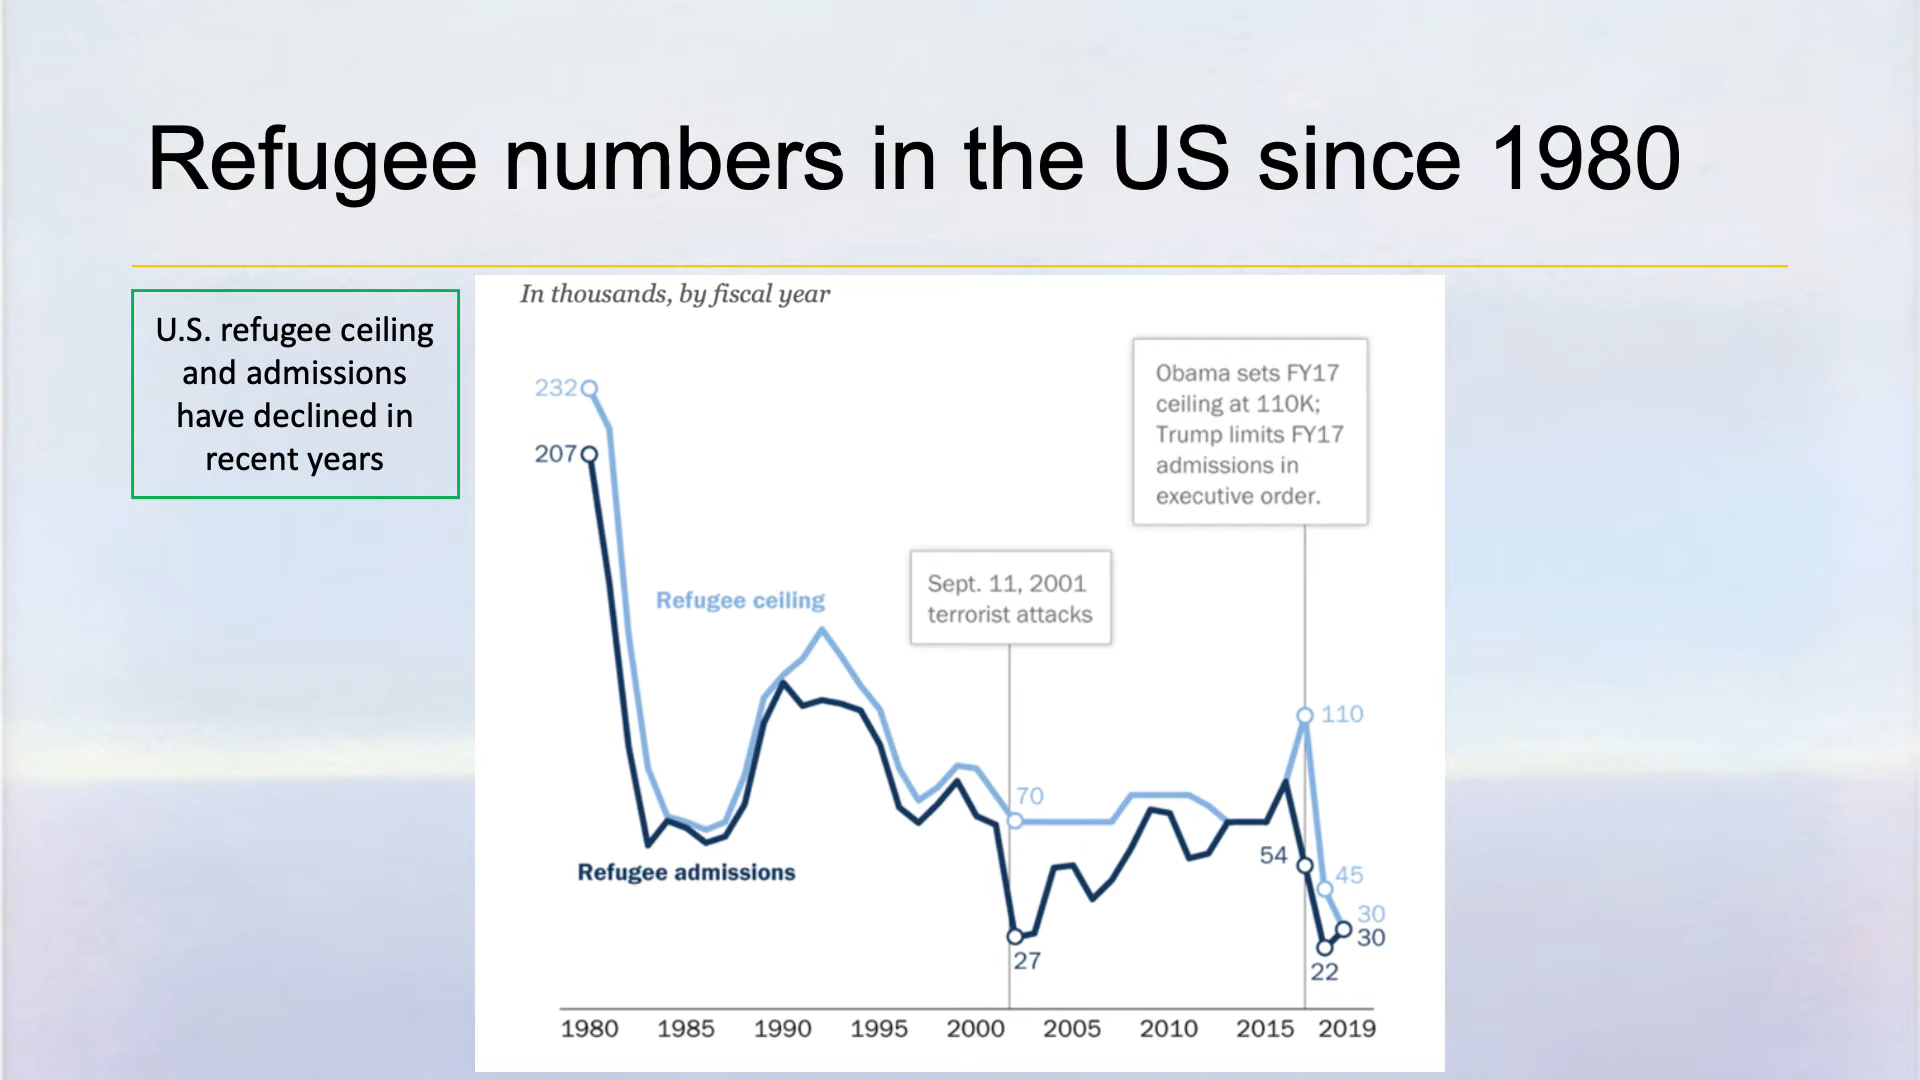 Refugee numbers in the US since 1980
U.S. refugee ceiling
and admissions
have declined in
recent years
In thousands, by fiscal year
232
207
Refugee ceiling
Refugee admissions
Sept. 11, 2001
terrorist attacks
Obama sets FY17
ceiling at 110K;
Trump limits FY17
admissions in
executive order.
70
27
110
54
45
30
30
22
1980 1985 1990 1995 2000 2005 2010 2015 2019